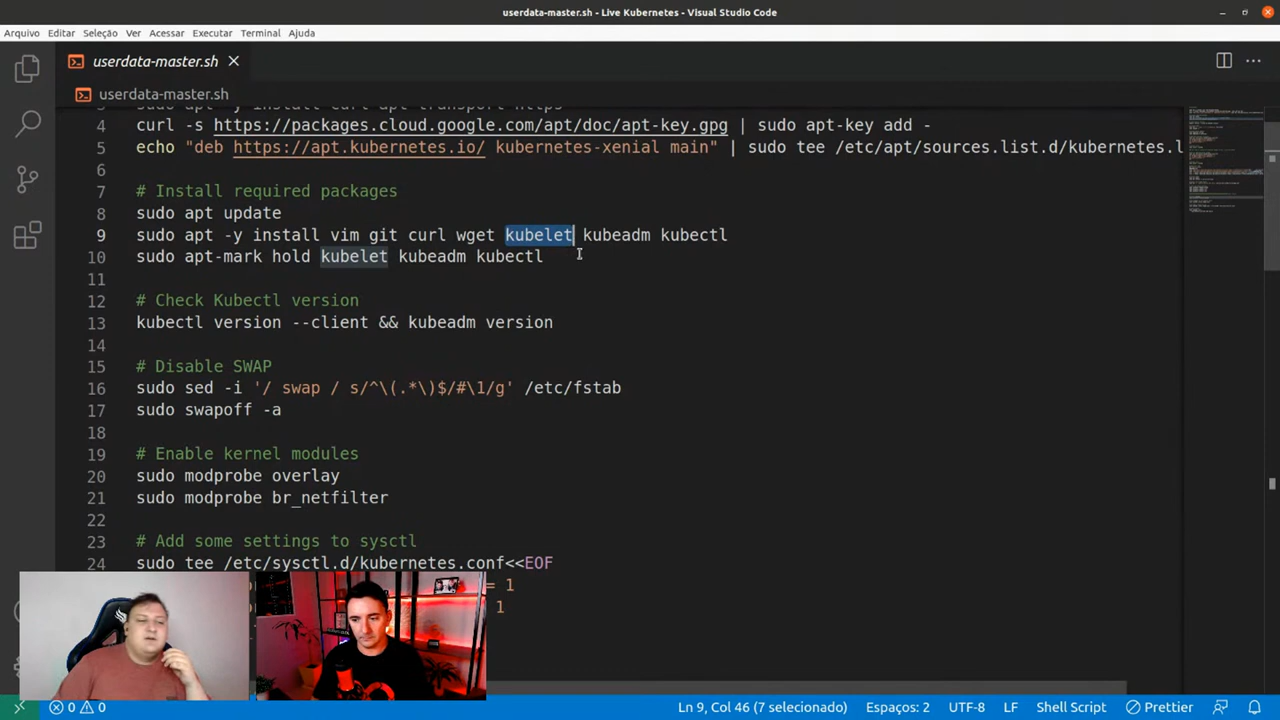 userdata-master.sh - Live Kubernetes - Visual Studio Code
Arquivo Editar Seleção Ver Acessar Executar Terminal Ajuda
userdata-master.sh
userdata-master.sh
3 sudo apt -y install curl apt-transport-https
4 curl -s https://packages.cloud.google.com/apt/doc/apt-key.gpg | sudo apt-key add -
5 echo "deb https://apt.kubernetes.io/ kubernetes-xenial main" | sudo tee /etc/apt/sources.list.d/kubernetes.l
6
7 # Install required packages
8 sudo apt update
9 sudo apt -y install vim git curl wget kubelet kubeadm kubectl
10 sudo apt-mark hold kubelet kubeadm kubectl
11
12 # Check Kubectl version
13 kubectl version --client && kubeadm version
14
15 # Disable SWAP
16 sudo sed -i '/ swap / s/^\(.*\)$/#\1/g' /etc/fstab
17 sudo swapoff -a
18
19 # Enable kernel modules
20 sudo modprobe overlay
21 sudo modprobe br_netfilter
22
23 # Add some settings to sysctl
24 sudo tee /etc/sysctl.d/kubernetes.conf<<EOF
= 1
1
0 0 Ln 9, Col 46 (7 selecionado) Espaços: 2 UTF-8 LF Shell Script Prettier